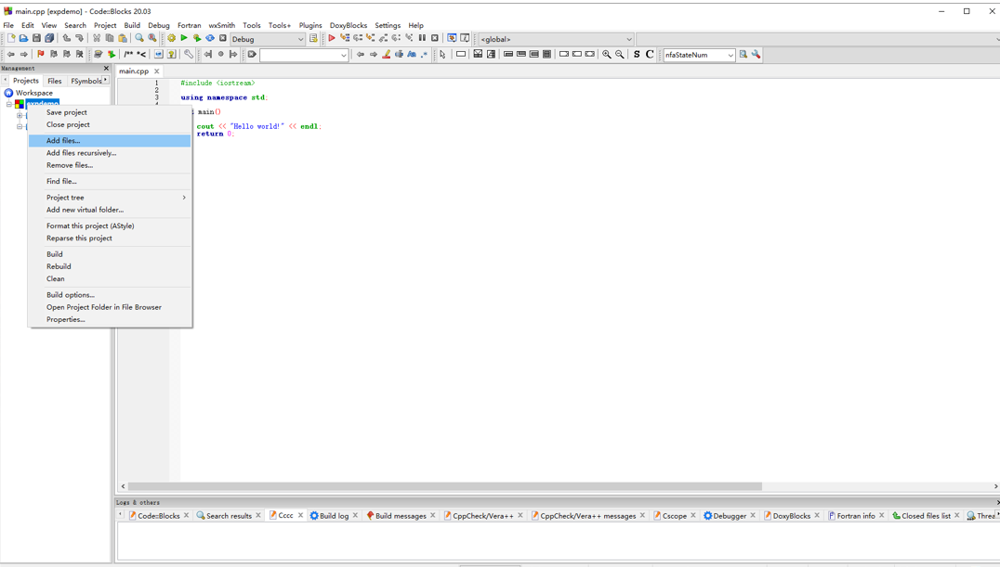 main.cpp [expdemo] - Code::Blocks 20.03
File Edit View Search Project Build Debug Fortran wxSmith Tools Tools+ Plugins DoxyBlocks Settings Help
Debug
<global>
/** *<
S C nfaStateNum
Management
Projects Files FSymbols
main.cpp
Workspace
expdemo
Save project
Close project
Add files...
Add files recursively...
Remove files...
Find file...
Project tree
Add new virtual folder...
Format this project (AStyle)
Reparse this project
Build
Rebuild
Clean
Build options...
Open Project Folder in File Browser
Properties...
1 #include <iostream>
2
3 using namespace std;
main()
cout << "Hello world!" << endl;
return 0;
Logs & others
Code::Blocks Search results Cccc Build log Build messages CppCheck/Vera++ CppCheck/Vera++ messages Cscope Debugger DoxyBlocks Fortran info Closed files list Threa